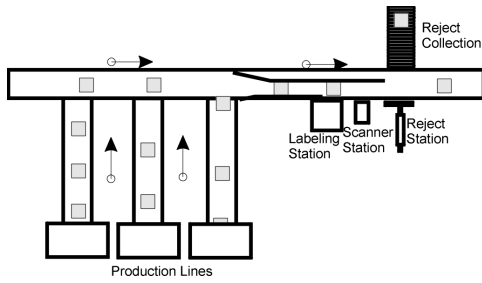 Reject
Collection
Labeling
Station
Scanner
Station
Reject
Station
Production Lines